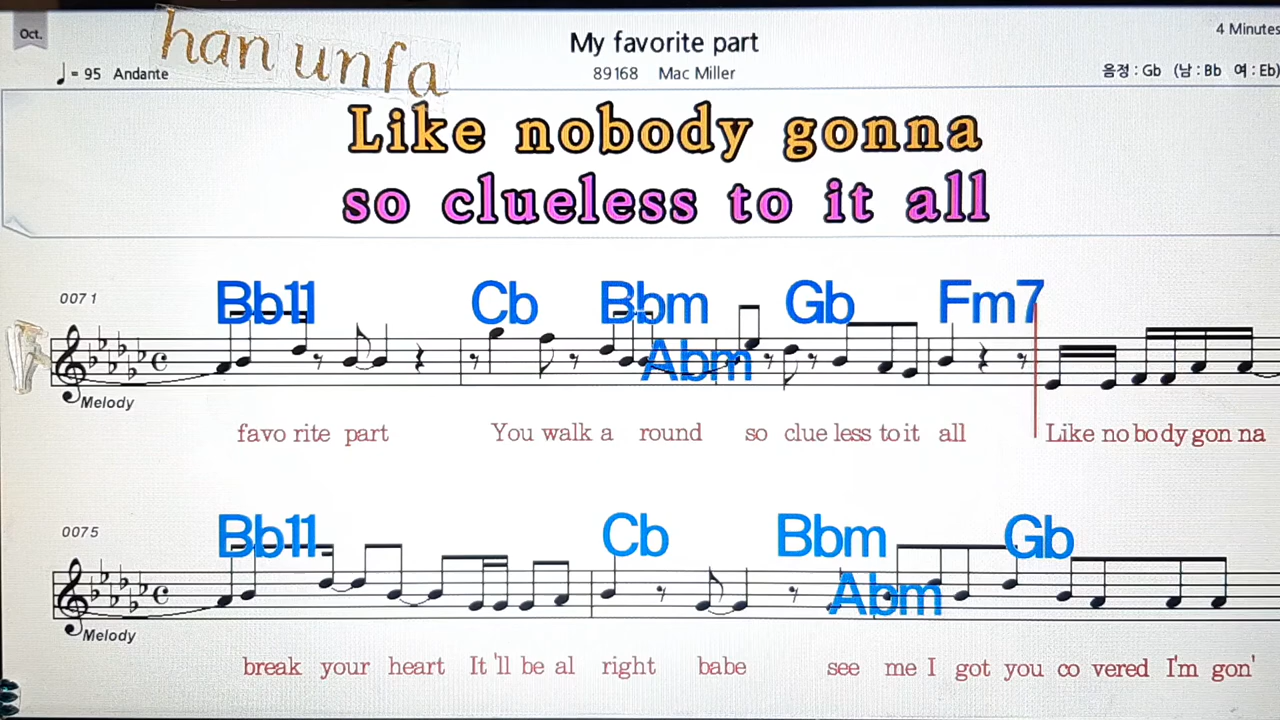 Oct.
han unfa
My favorite part
4 Minutes
♩= 95 Andante
89168 Mac Miller
음정 : Gb (남 : Bb 여 : Eb)
Like nobody gonna
so clueless to it all
0071
Bb11 Cb Bbm Abm Gb Fm7
Melody
favo rite part You walk a round so clue less to it all Like no bo dy gon na
0075
Bb11 Cb Bbm Abm Gb
Melody
break your heart It 'll be al right babe see me I got you co vered I'm gon'